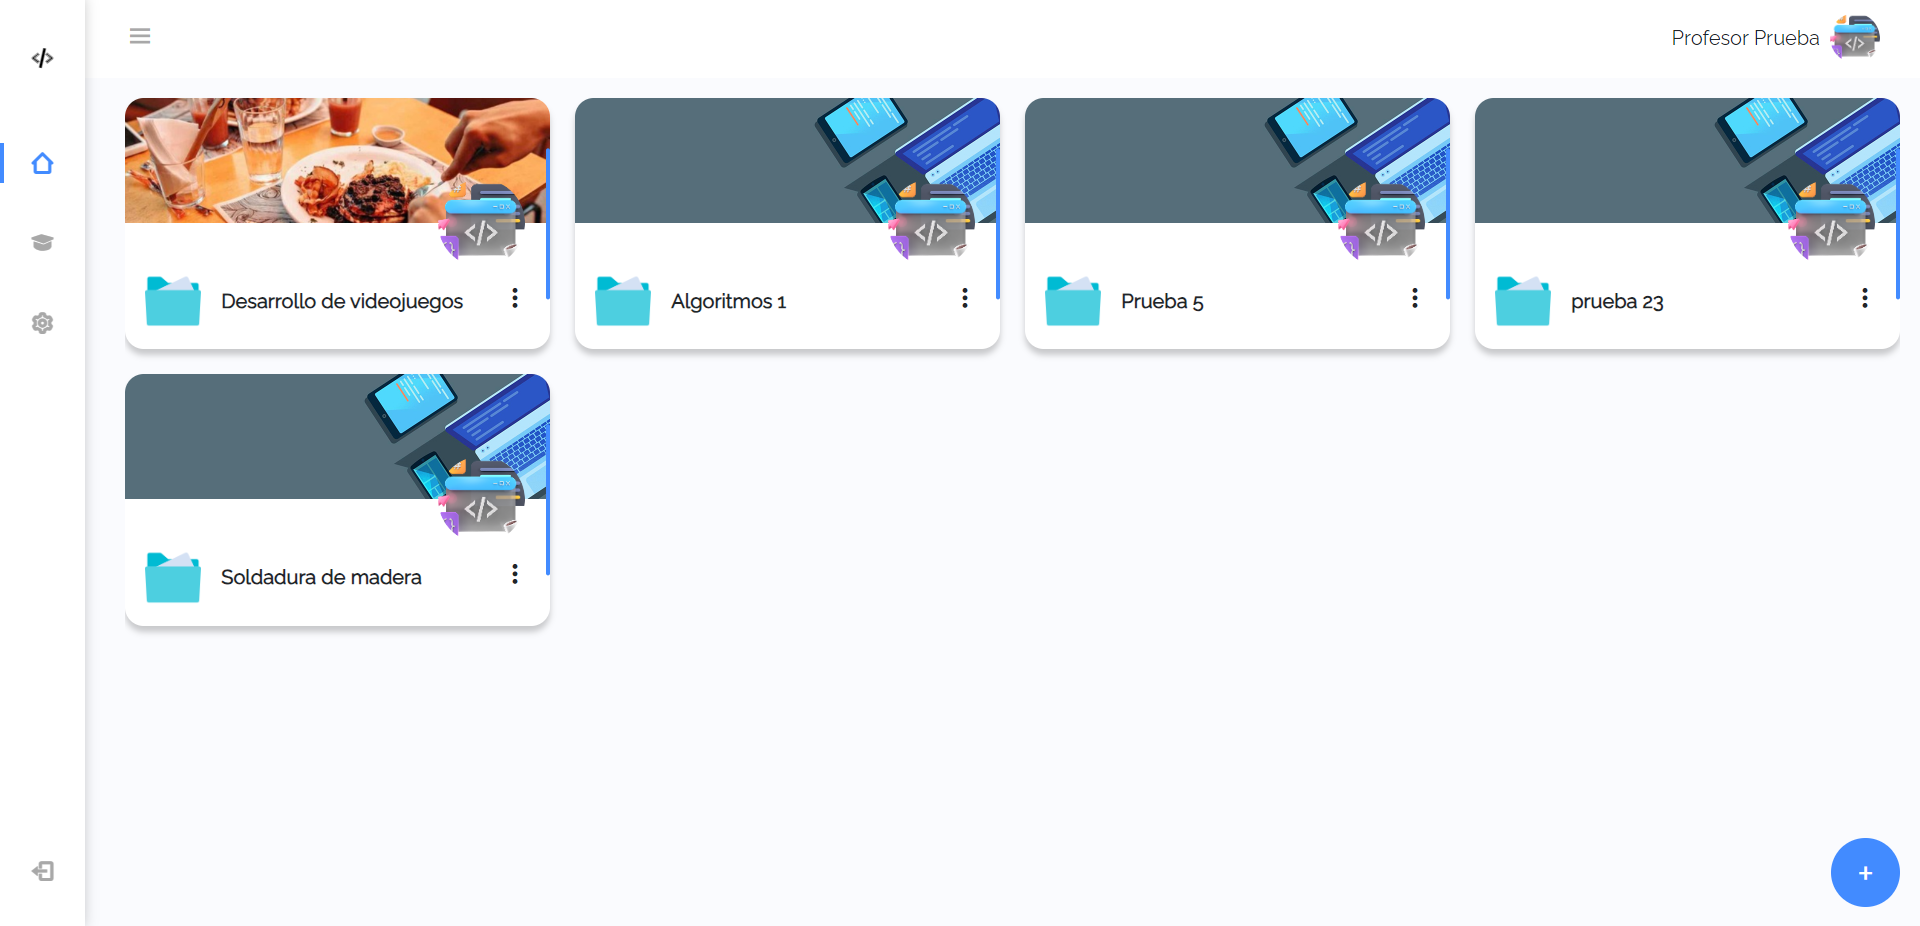 Profesor Prueba
Desarrollo de videojuegos
Algoritmos 1
Prueba 5
prueba 23
Soldadura de madera